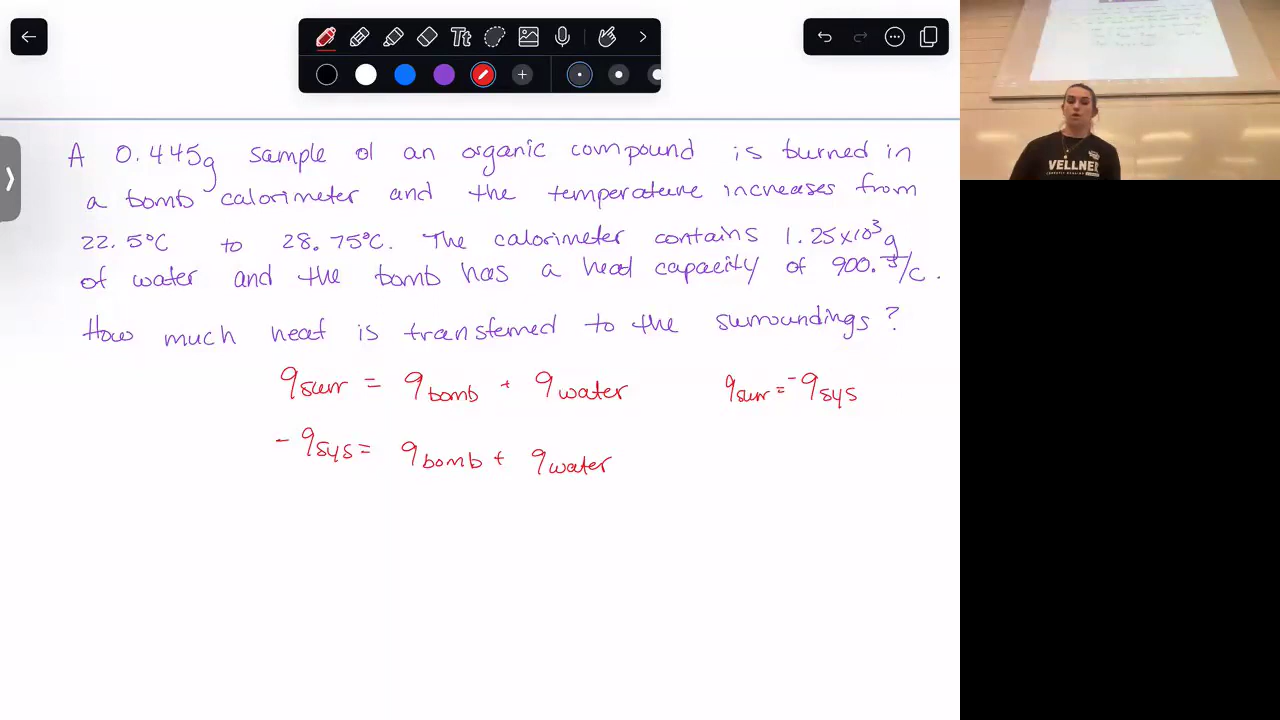 Tt
A 0.445g sample of an organic compound is burned in
a bomb calorimeter and the temperature increases from
22.5°C to 28.75°C. The calorimeter contains 1.25x10³g
of water and the bomb has a heat capacity of 900. J/C.
How much heat is transferred to the surroundings?
qsurr = qbomb + qwater
qsurr = -qsys
-qsys = qbomb + qwater
VELLNER